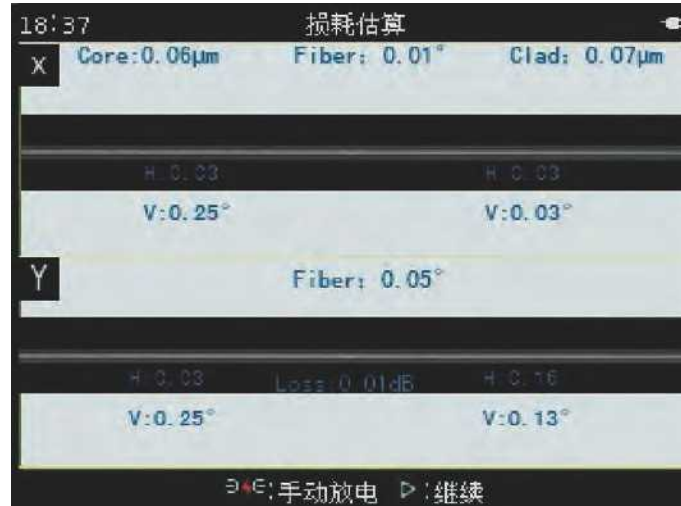 18:37 损耗估算
X Core:0.06μm Fiber: 0.01° Clad: 0.07μm
H:0.03 H:0.03
V:0.25° V:0.03°
Y Fiber: 0.05°
H:0.03 Loss:0.01dB H:0.16
V:0.25° V:0.13°
:手动放电 ▷:继续